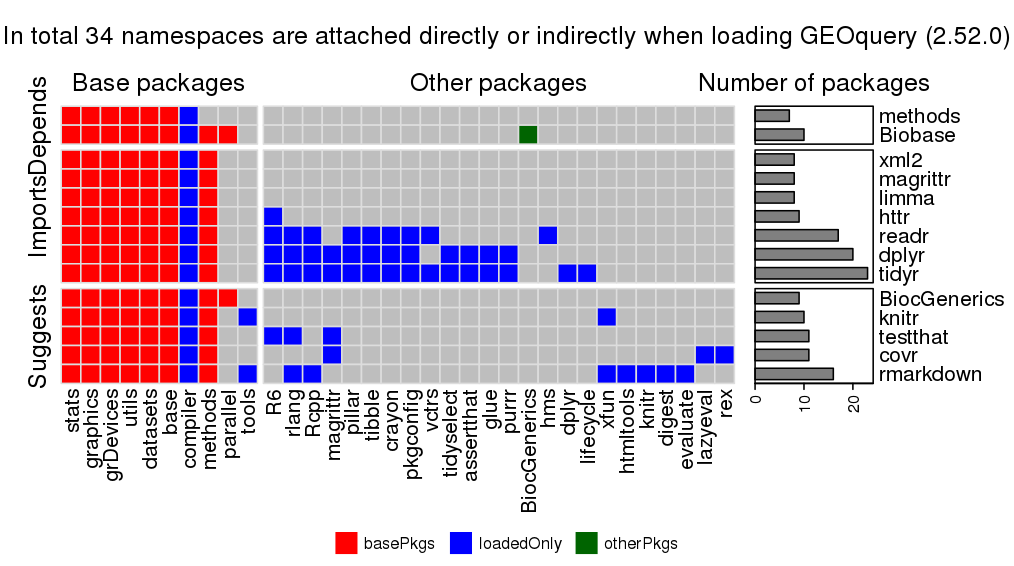 In total 34 namespaces are attached directly or indirectly when loading GEOquery (2.52.0)
Base packages
Other packages
Number of packages
Depends
methods
Biobase
Imports
xml2
magrittr
limma
httr
readr
dplyr
tidyr
Suggests
BiocGenerics
knitr
testthat
covr
rmarkdown
stats
graphics
grDevices
utils
datasets
base
compiler
methods
parallel
tools
R6
rlang
Rcpp
magrittr
pillar
tibble
crayon
pkgconfig
vctrs
tidyselect
assertthat
glue
purrr
BiocGenerics
hms
dplyr
lifecycle
xfun
htmltools
knitr
digest
evaluate
lazyeval
rex
0
10
20
basePkgs
loadedOnly
otherPkgs